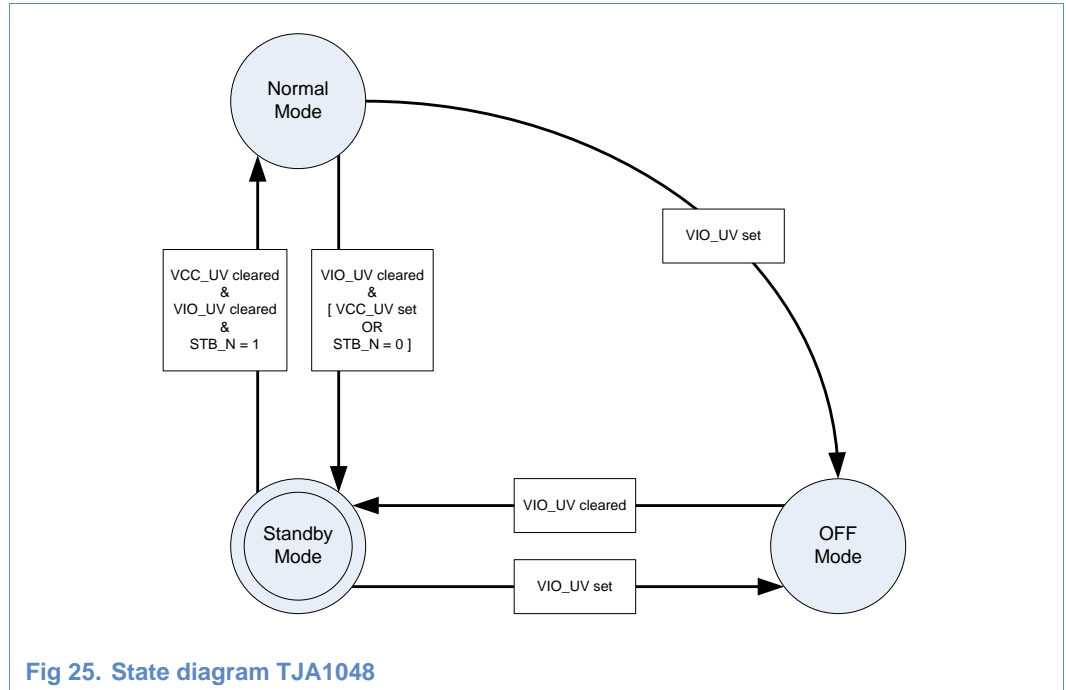 Normal
Mode
VIO_UV set
VCC_UV cleared
&
VIO_UV cleared
&
STB_N = 1
VIO_UV cleared
&
[ VCC_UV set
OR
STB_N = 0 ]
VIO_UV cleared
Standby
Mode
OFF
Mode
VIO_UV set
Fig 25. State diagram TJA1048